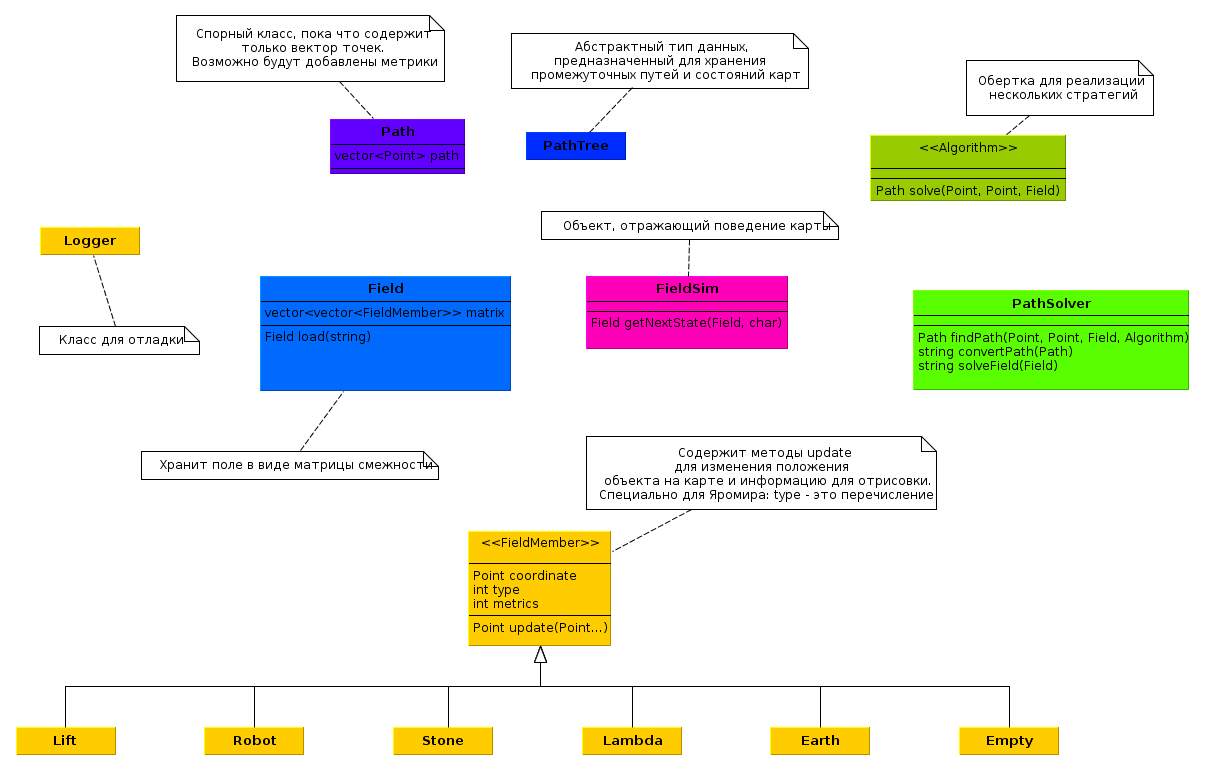 Спорный класс, пока что содержит
только вектор точек.
Возможно будут добавлены метрики
Абстрактный тип данных,
предназначенный для хранения
промежуточных путей и состояний карт
Обертка для реализации
нескольких стратегий
Path
vector<Point> path
PathTree
<<Algorithm>>
Path solve(Point, Point, Field)
Logger
Класс для отладки
Объект, отражающий поведение карты
Field
vector<vector<FieldMember>> matrix
Field load(string)
FieldSim
Field getNextState(Field, char)
PathSolver
Path findPath(Point, Point, Field, Algorithm)
string convertPath(Path)
string solveField(Field)
Хранит поле в виде матрицы смежности
Содержит методы update
для изменения положения
объекта на карте и информацию для отрисовки.
Специально для Яромира: type - это перечисление
<<FieldMember>>
Point coordinate
int type
int metrics
Point update(Point...)
Lift
Robot
Stone
Lambda
Earth
Empty